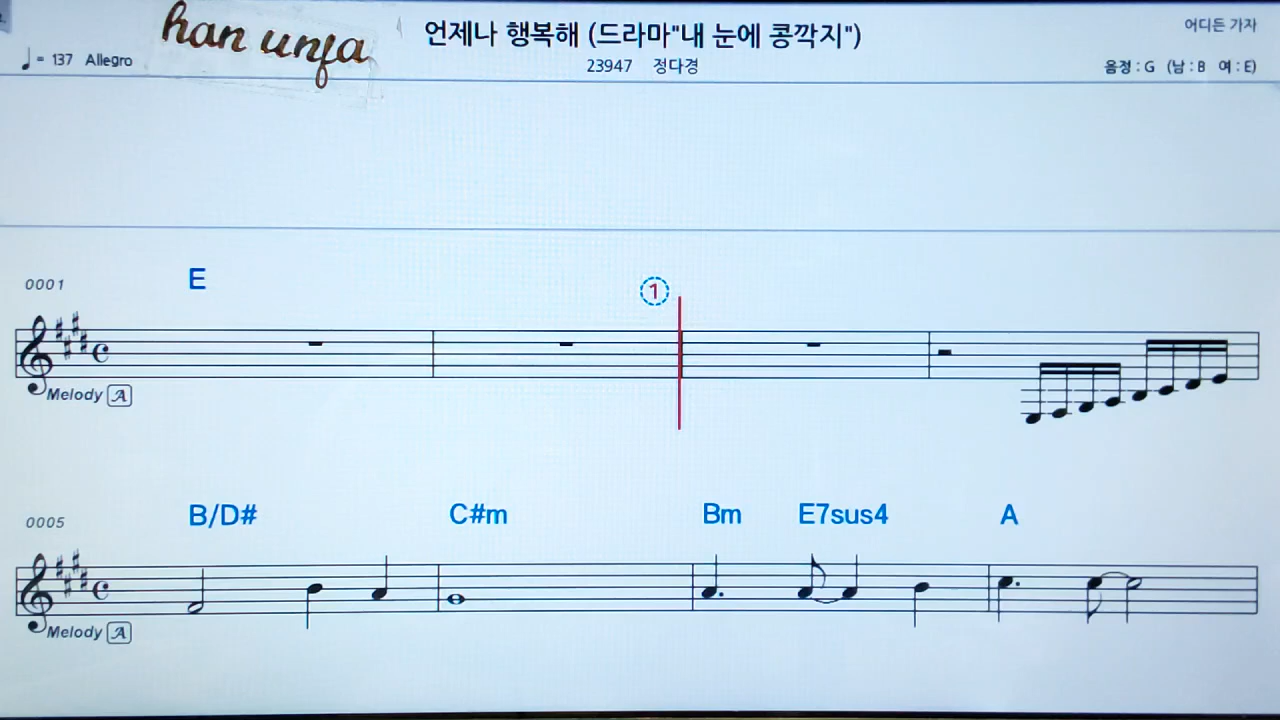 han unja
언제나 행복해 (드라마"내 눈에 콩깍지")
어디든 가자
♩ = 137 Allegro
23947 정다경
음정 : G (남 : B 여 : E)
0001
E
1
Melody A
0005
B/D# C#m Bm E7sus4 A
Melody A